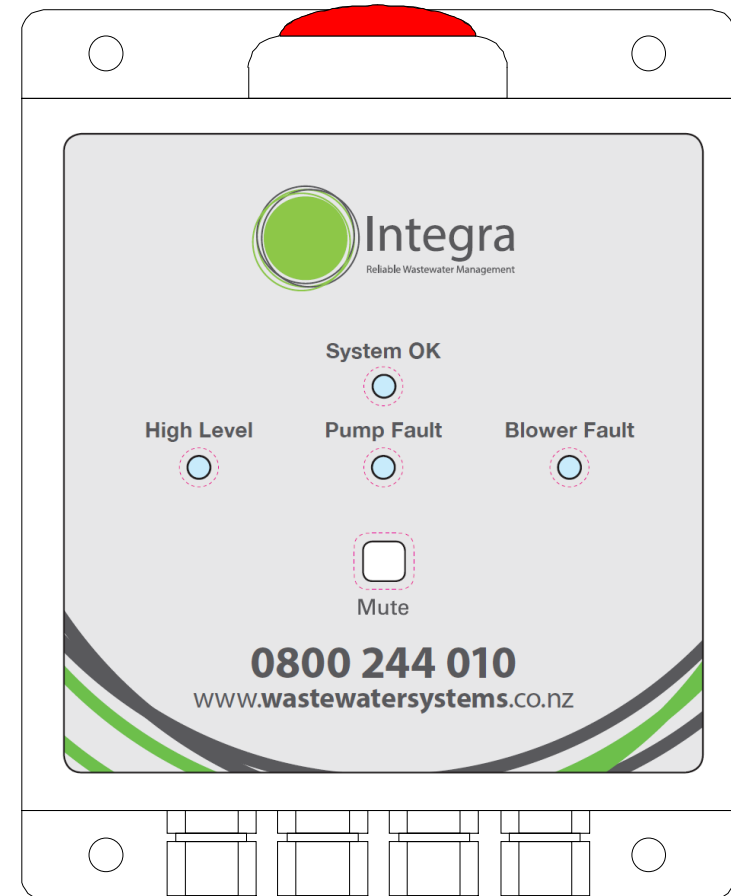 Integra
Reliable Wastewater Management
System OK
High Level Pump Fault Blower Fault
Mute
0800 244 010
www.wastewatersystems.co.nz